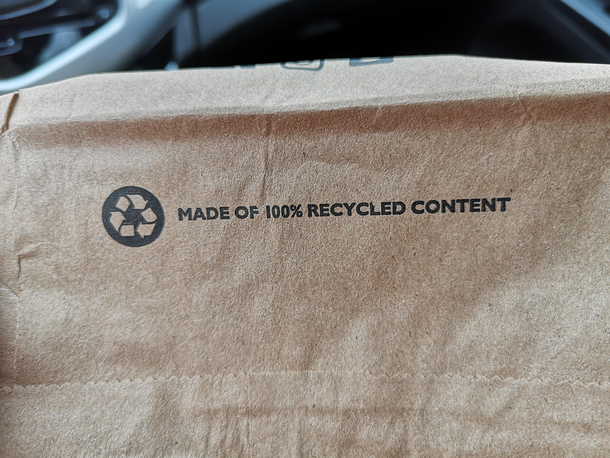 MADE OF 100% RECYCLED CONTENT